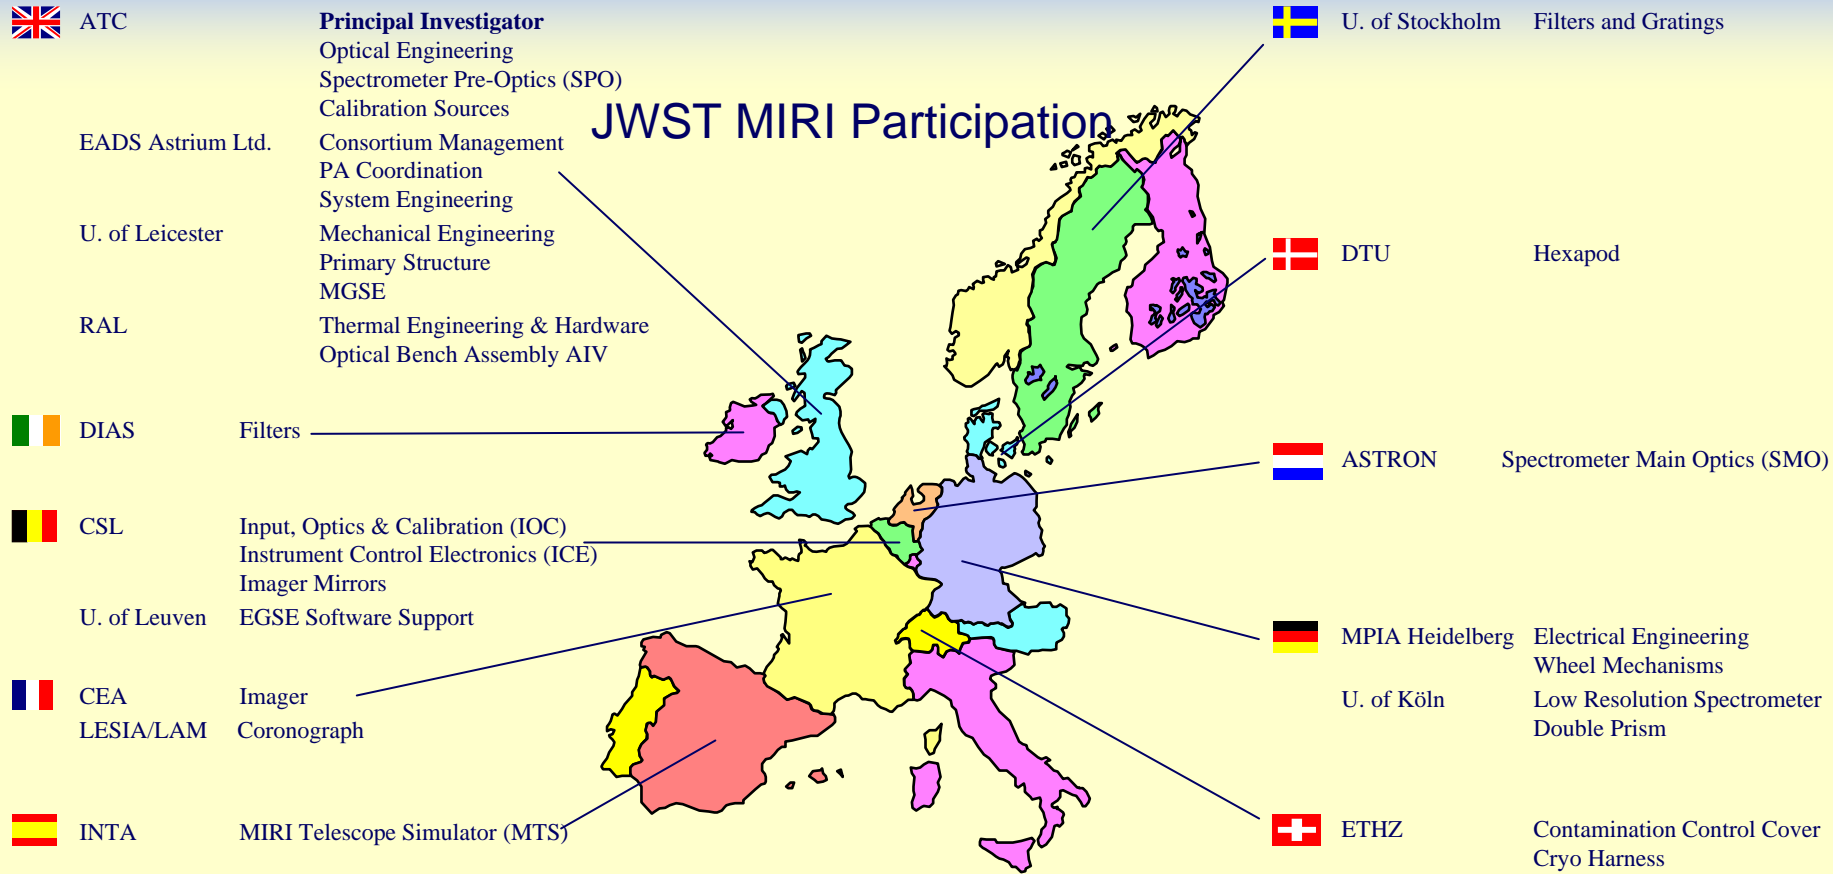 JWST MIRI Participation
ATC Principal Investigator
Optical Engineering
Spectrometer Pre-Optics (SPO)
Calibration Sources
EADS Astrium Ltd. Consortium Management
PA Coordination
System Engineering
U. of Leicester Mechanical Engineering
Primary Structure
MGSE
RAL Thermal Engineering & Hardware
Optical Bench Assembly AIV
DIAS Filters
CSL Input, Optics & Calibration (IOC)
Instrument Control Electronics (ICE)
Imager Mirrors
U. of Leuven EGSE Software Support
CEA Imager
LESIA/LAM Coronograph
INTA MIRI Telescope Simulator (MTS)
U. of Stockholm Filters and Gratings
DTU Hexapod
ASTRON Spectrometer Main Optics (SMO)
MPIA Heidelberg Electrical Engineering
Wheel Mechanisms
U. of Köln Low Resolution Spectrometer
Double Prism
ETHZ Contamination Control Cover
Cryo Harness